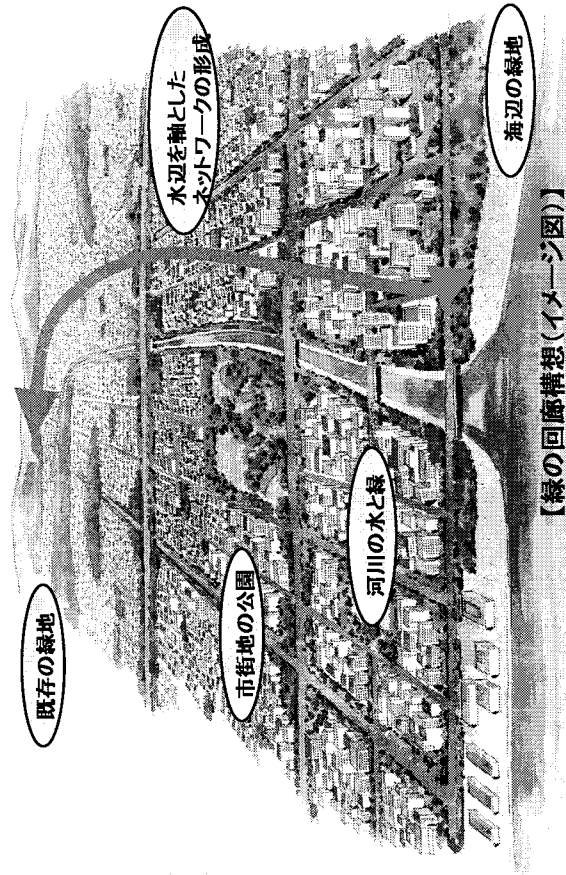 既存の緑地
水辺を軸とした
ネットワークの形成
市街地の公園
河川の水と緑
海辺の緑地
【緑の回廊構想(イメージ図)】